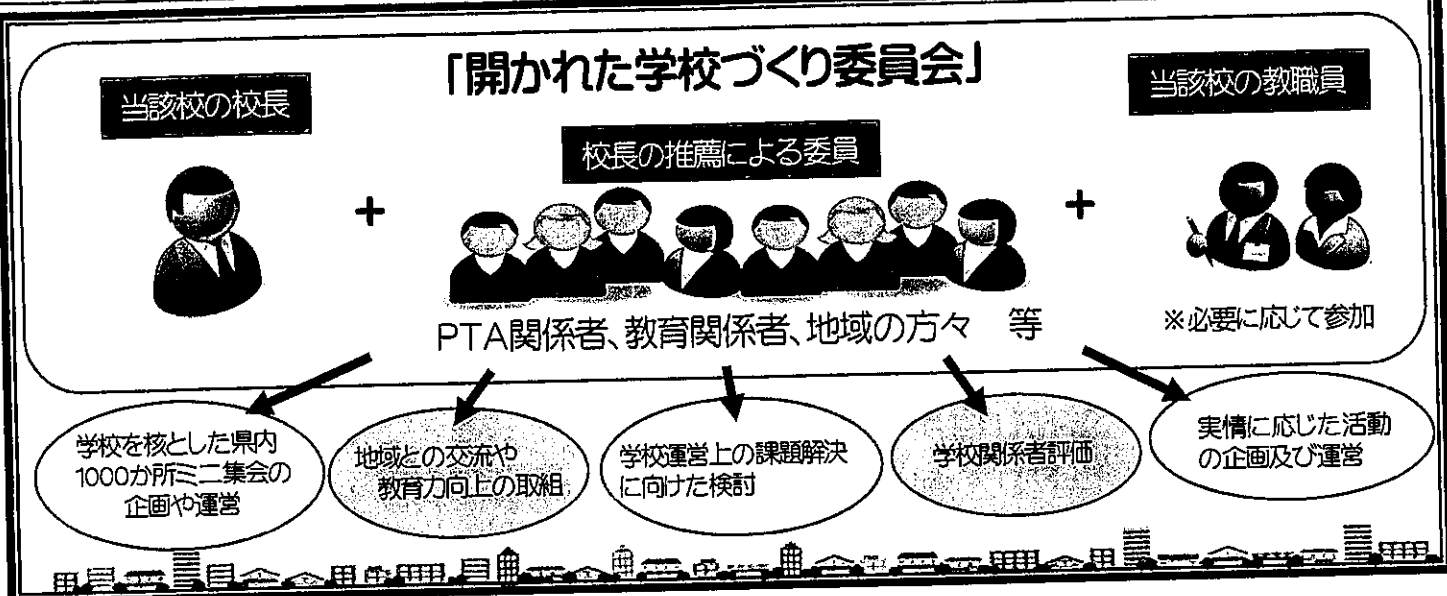 「開かれた学校づくり委員会」
当該校の校長
校長の推薦による委員
当該校の教職員
+
+
PTA関係者、教育関係者、地域の方々 等
※必要に応じて参加
学校を核とした県内
1000か所ミニ集会の
企画や運営
地域との交流や
教育力向上の取組
学校運営上の課題解決
に向けた検討
学校関係者評価
実情に応じた活動
の企画及び運営